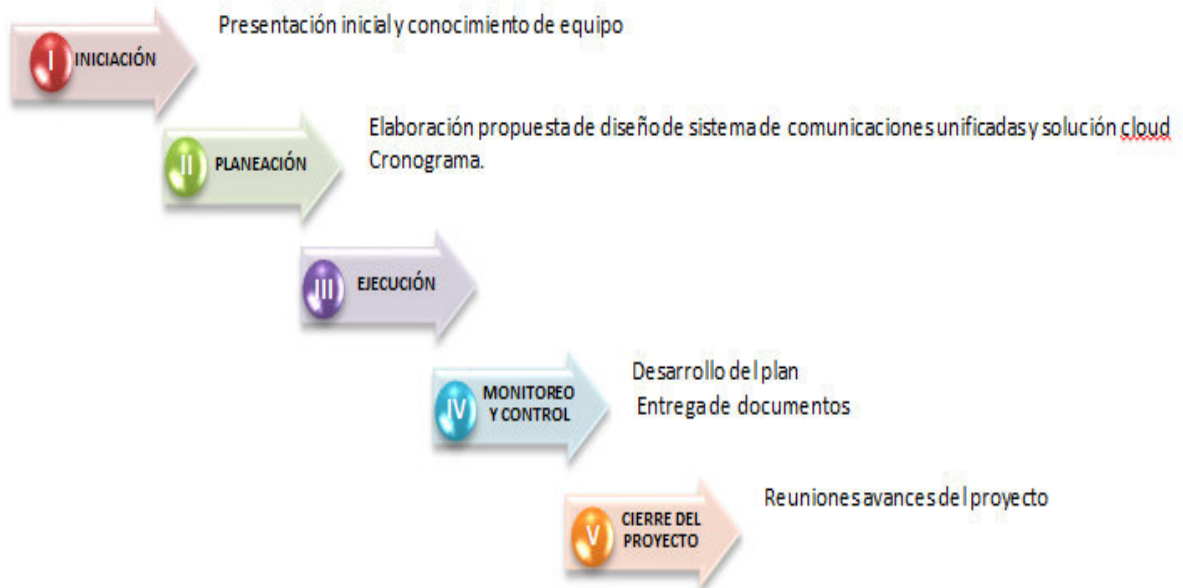 Presentación inicial y conocimiento de equipo
I INICIACIÓN
Elaboración propuesta de diseño de sistema de comunicaciones unificadas y solución cloud
Cronograma.
II PLANEACIÓN
III EJECUCIÓN
Desarrollo del plan
Entrega de documentos
IV MONITOREO
Y CONTROL
Reuniones avances del proyecto
V CIERRE DEL
PROYECTO